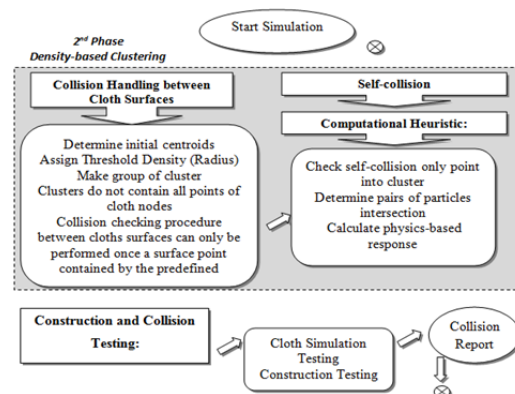 2nd Phase
Density-based Clustering
Start Simulation
Collision Handling between
Cloth Surfaces
Determine initial centroids
Assign Threshold Density (Radius)
Make group of cluster
Clusters do not contain all points of
cloth nodes
Collision checking procedure
between cloths surfaces can only be
performed once a surface point
contained by the predefined
Self-collision
Computational Heuristic:
Check self-collision only point
into cluster
Determine pairs of particles
intersection
Calculate physics-based
response
Construction and Collision
Testing:
Cloth Simulation
Testing
Construction Testing
Collision
Report